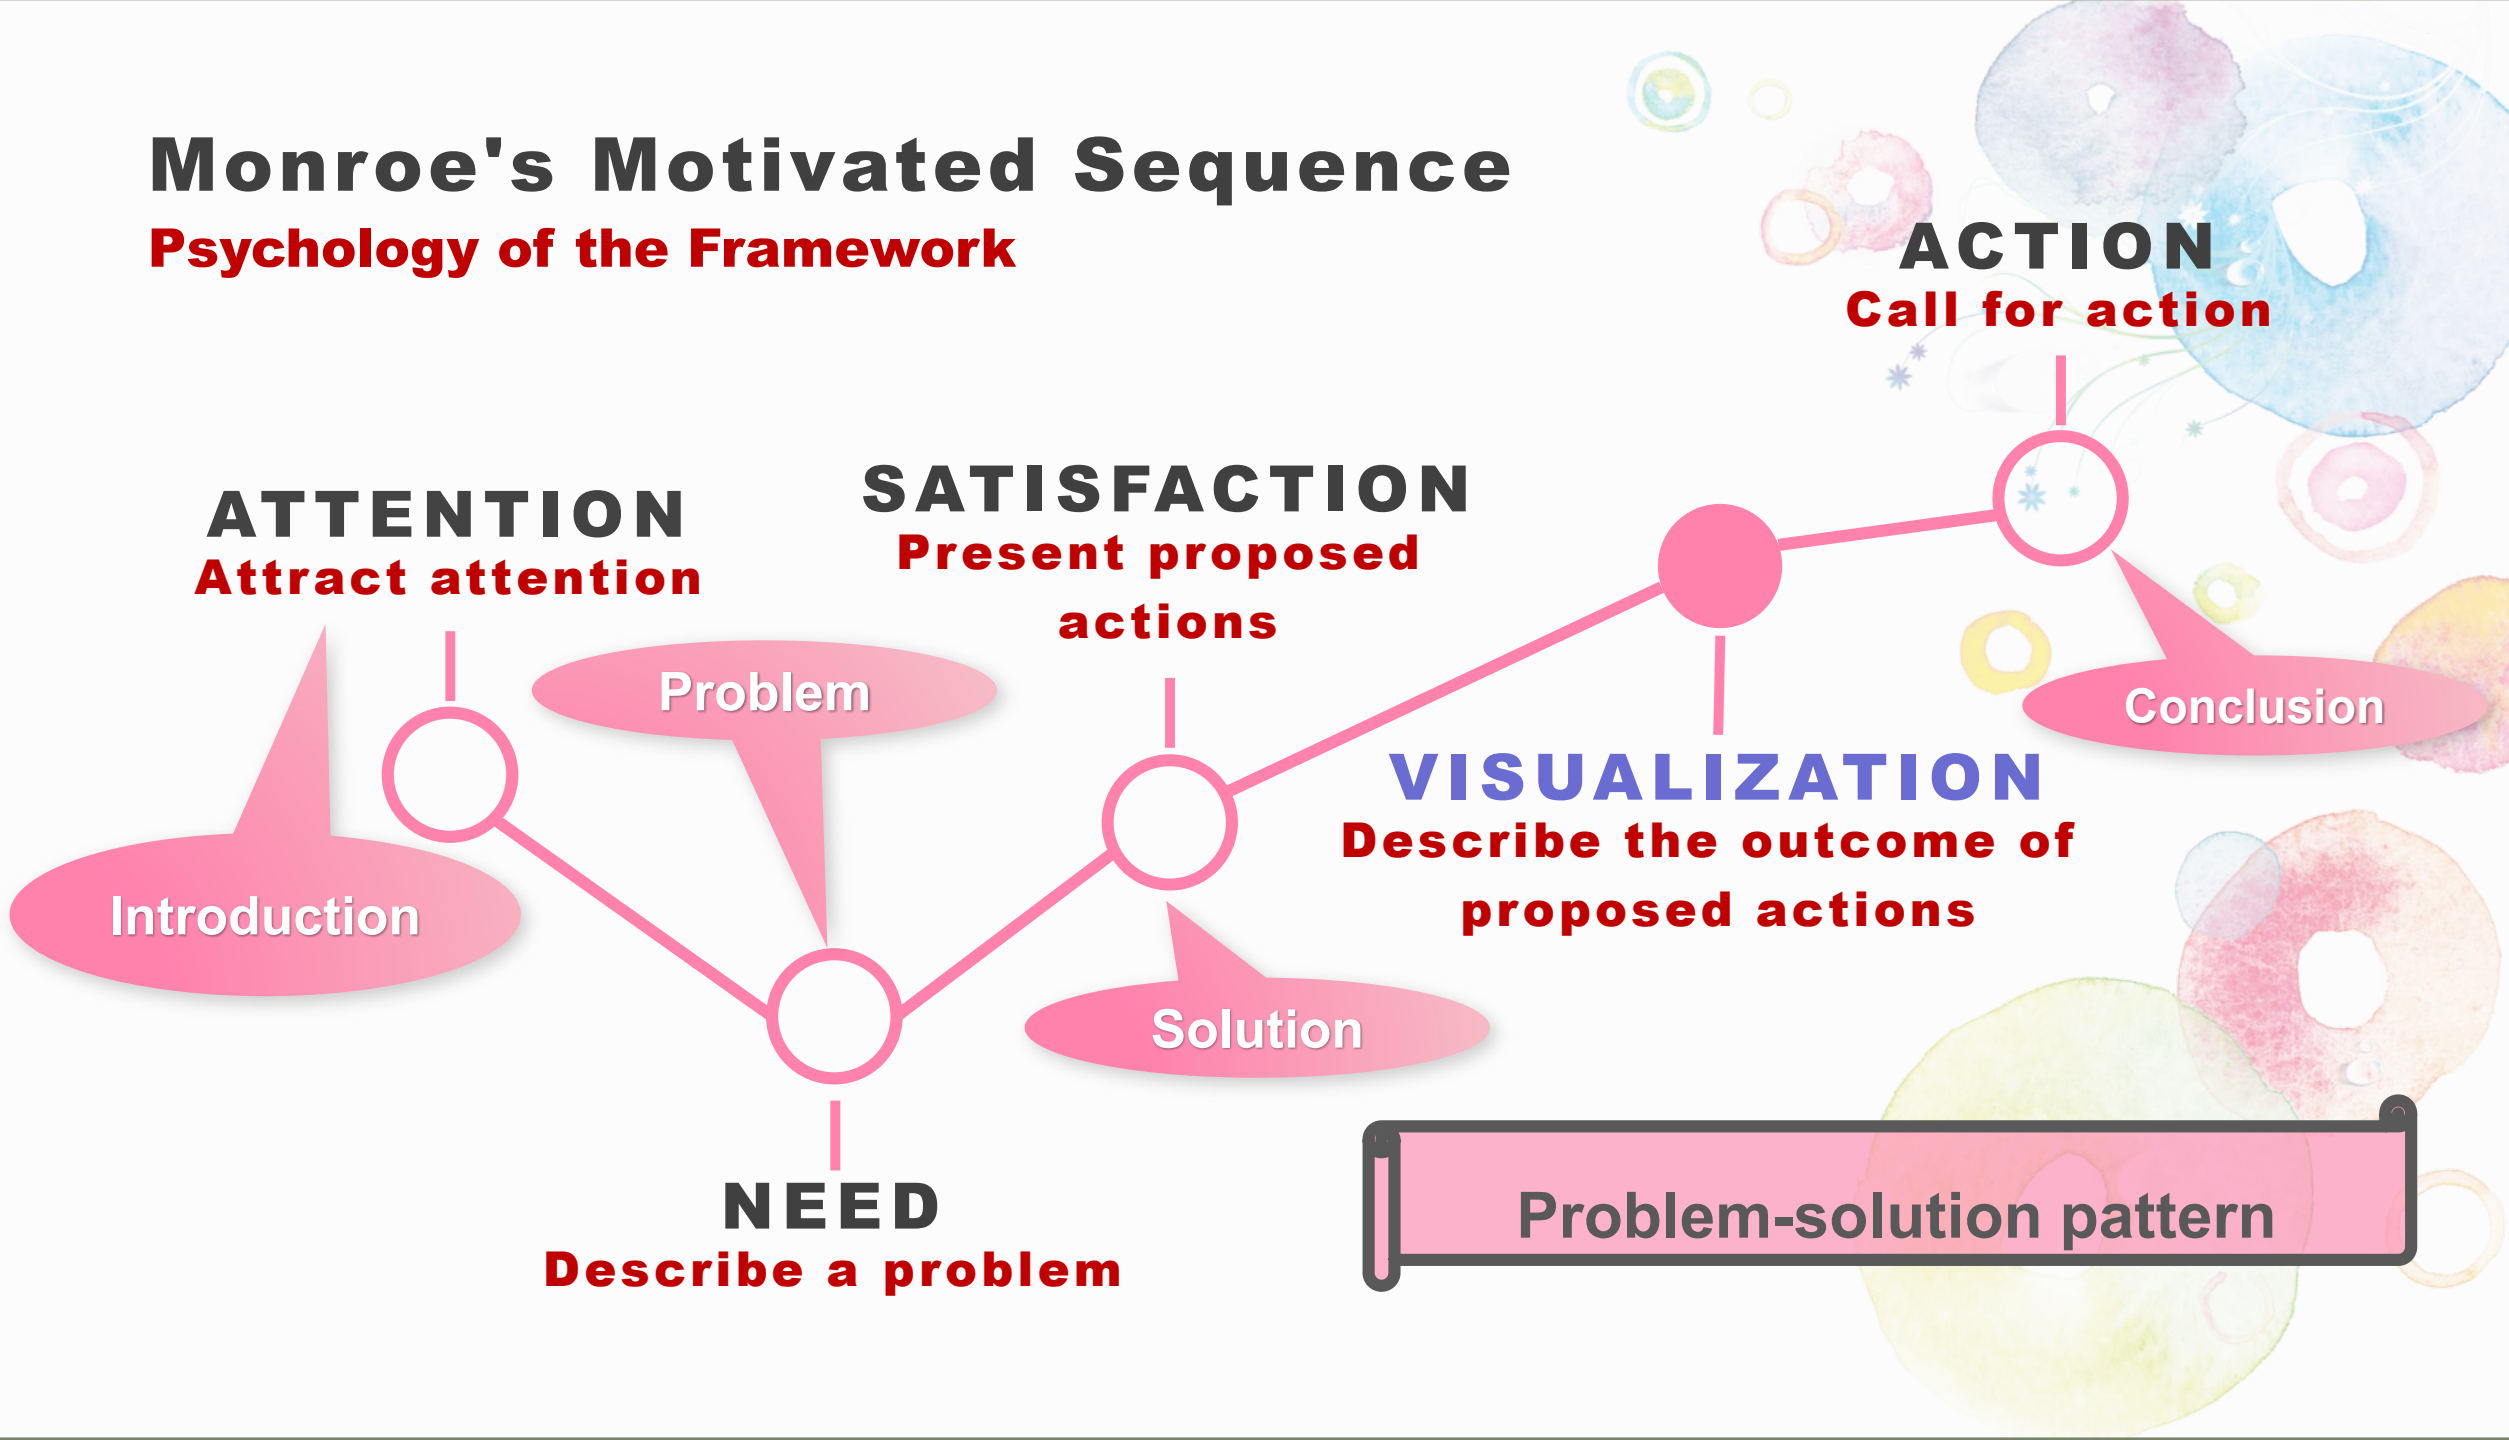 Monroe's Motivated Sequence
Psychology of the Framework
ACTION
Call for action
ATTENTION
Attract attention
SATISFACTION
Present proposed
actions
Problem
Conclusion
VISUALIZATION
Describe the outcome of
proposed actions
Introduction
Solution
NEED
Describe a problem
Problem-solution pattern